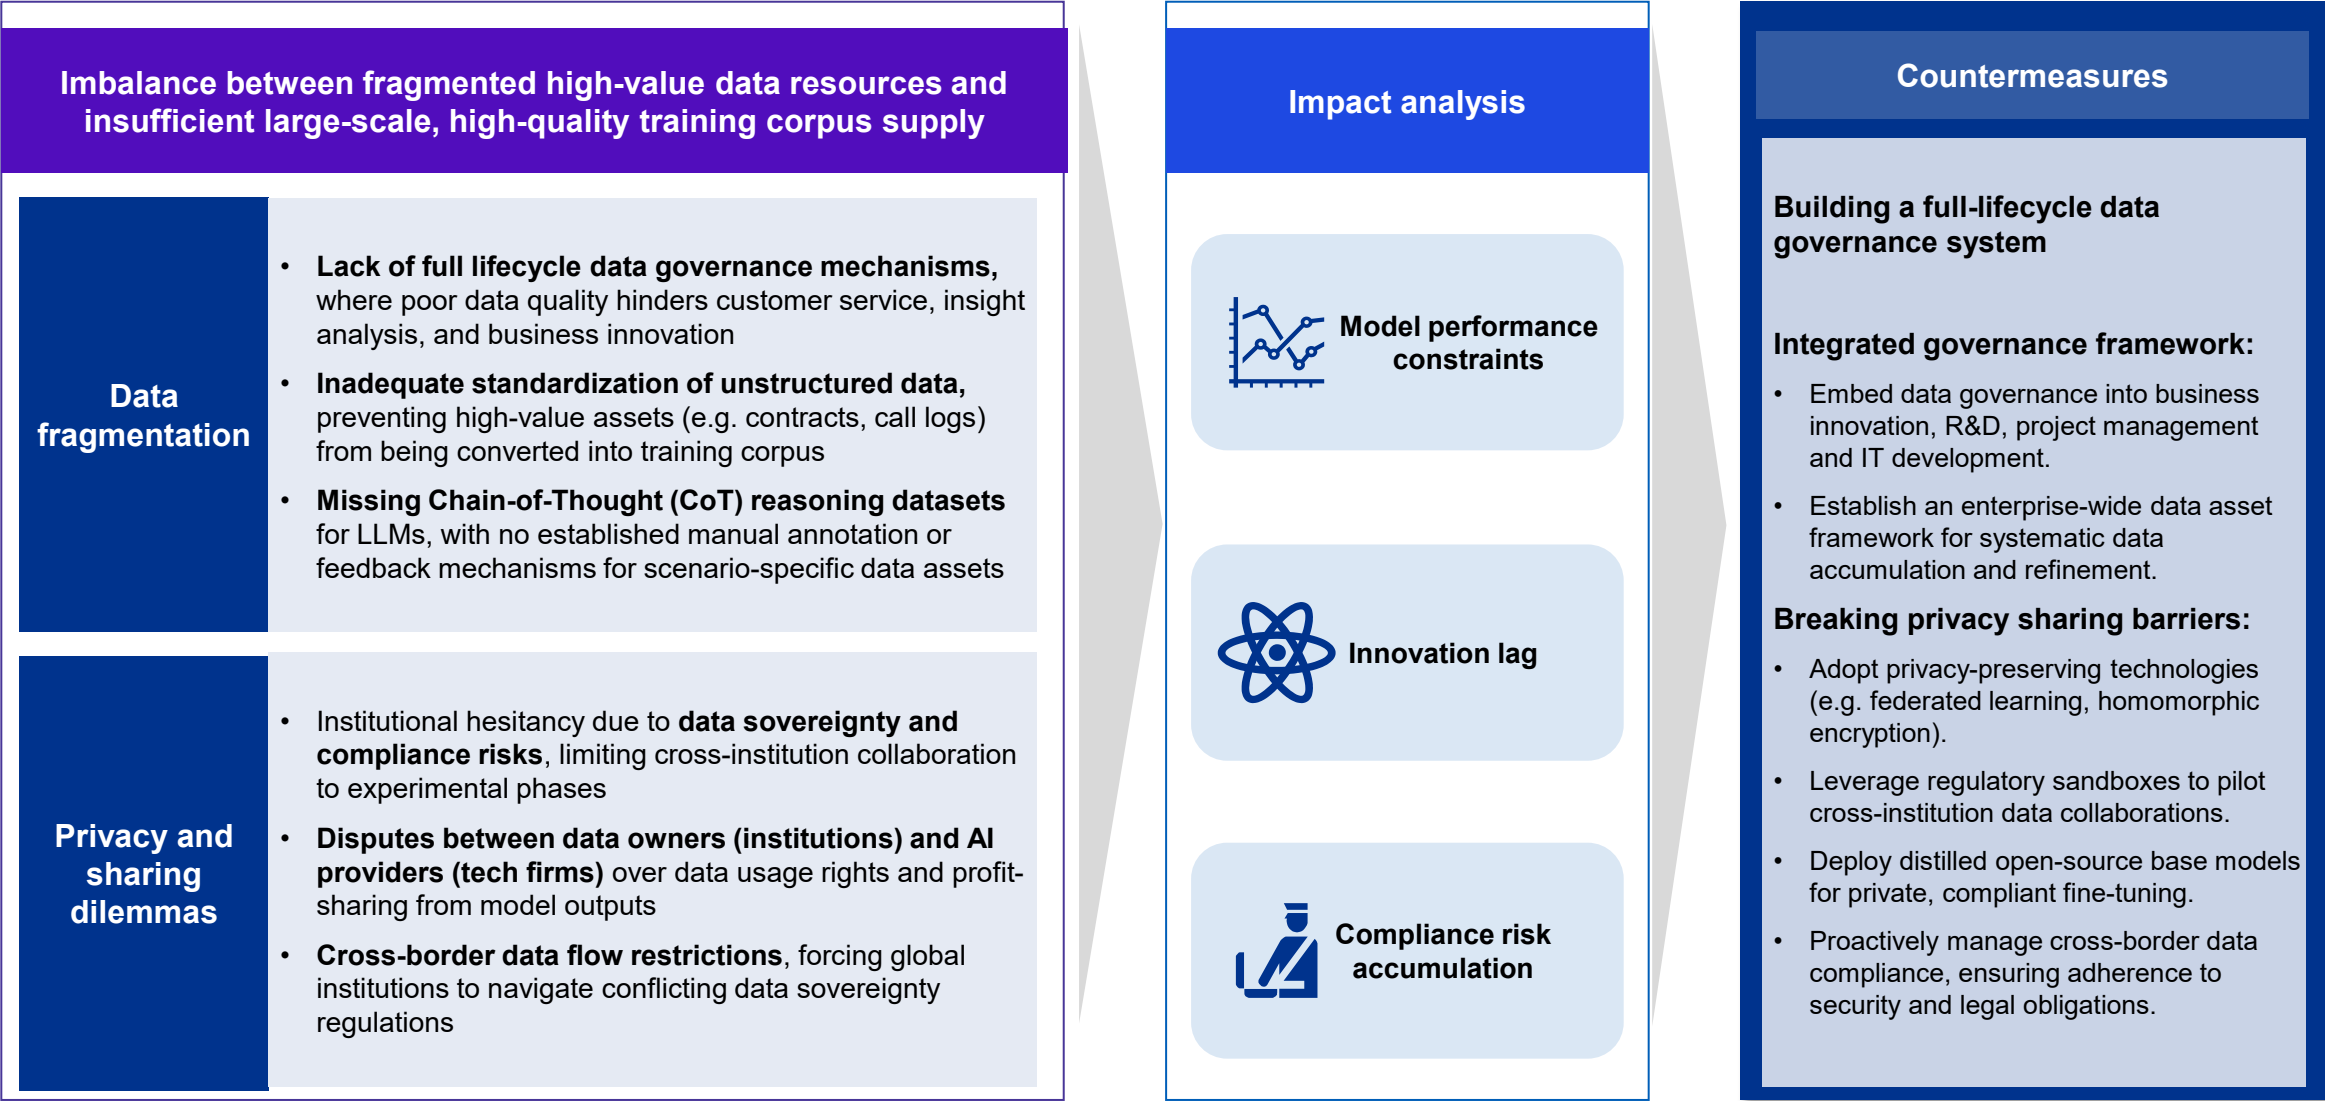 Imbalance between fragmented high-value data resources and
insufficient large-scale, high-quality training corpus supply
Data
fragmentation
• Lack of full lifecycle data governance mechanisms,
where poor data quality hinders customer service, insight
analysis, and business innovation
• Inadequate standardization of unstructured data,
preventing high-value assets (e.g. contracts, call logs)
from being converted into training corpus
• Missing Chain-of-Thought (CoT) reasoning datasets
for LLMs, with no established manual annotation or
feedback mechanisms for scenario-specific data assets
Privacy and
sharing
dilemmas
• Institutional hesitancy due to data sovereignty and
compliance risks, limiting cross-institution collaboration
to experimental phases
• Disputes between data owners (institutions) and AI
providers (tech firms) over data usage rights and profit-
sharing from model outputs
• Cross-border data flow restrictions, forcing global
institutions to navigate conflicting data sovereignty
regulations
Impact analysis
Model performance
constraints
Innovation lag
Compliance risk
accumulation
Countermeasures
Building a full-lifecycle data
governance system
Integrated governance framework:
• Embed data governance into business
innovation, R&D, project management
and IT development.
• Establish an enterprise-wide data asset
framework for systematic data
accumulation and refinement.
Breaking privacy sharing barriers:
• Adopt privacy-preserving technologies
(e.g. federated learning, homomorphic
encryption).
• Leverage regulatory sandboxes to pilot
cross-institution data collaborations.
• Deploy distilled open-source base models
for private, compliant fine-tuning.
• Proactively manage cross-border data
compliance, ensuring adherence to
security and legal obligations.